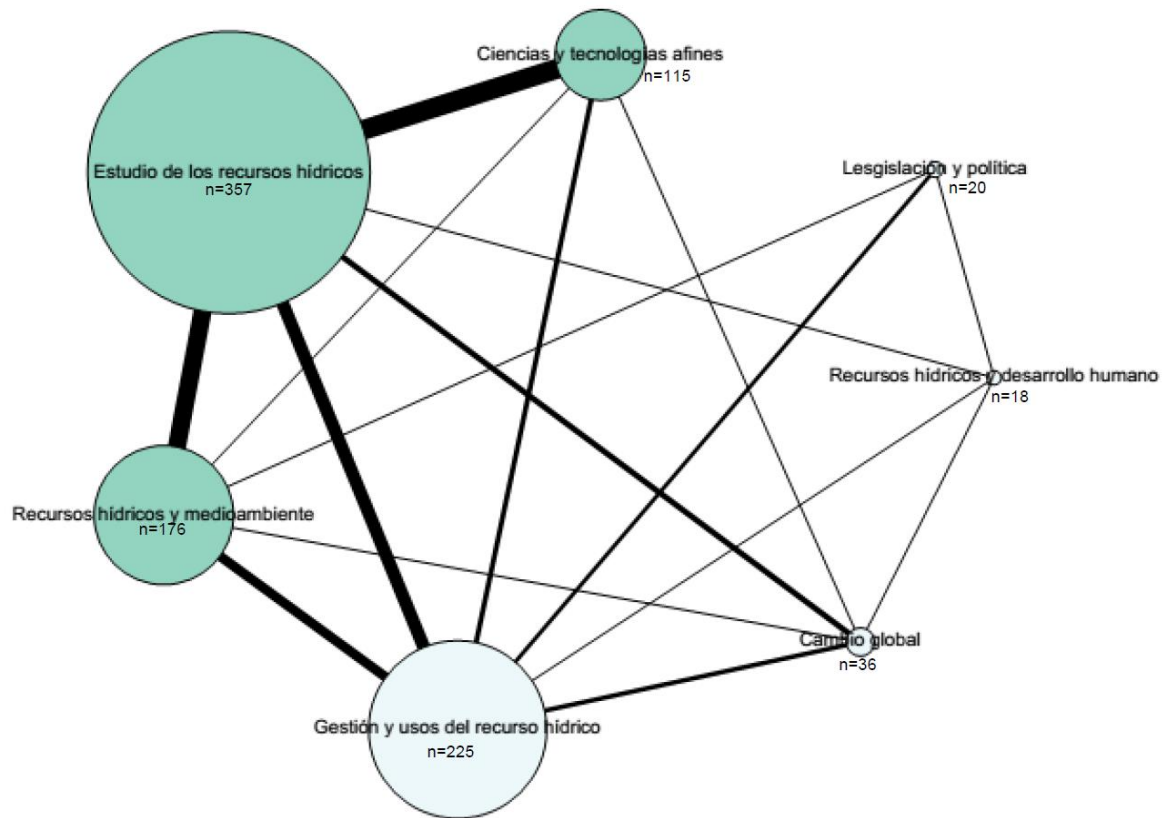 Ciencias y tecnologías afines
n=115
Estudio de los recursos hídricos
n=357
Lesgislación y política
n=20
Recursos hídricos y desarrollo humano
n=18
Recursos hídricos y medioambiente
n=176
Cambio global
n=36
Gestión y usos del recurso hídrico
n=225